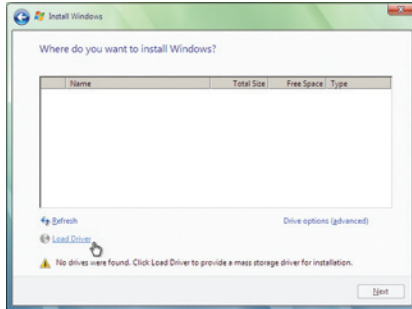 Install Windows
Where do you want to install Windows?
Name Total Size Free Space Type
Refresh
Drive options (advanced)
Load Driver
No drives were found. Click Load Driver to provide a mass storage driver for installation.
Next